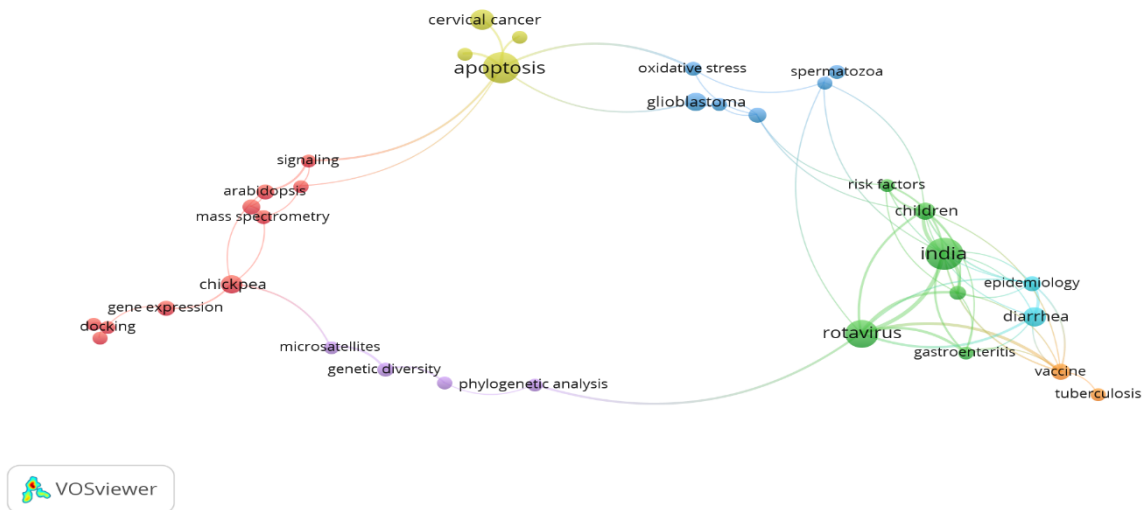 cervical cancer
apoptosis
oxidative stress
spermatozoa
glioblastoma
signaling
risk factors
arabidopsis
children
mass spectrometry
india
chickpea
epidemiology
gene expression
diarrhea
docking
rotavirus
microsatellites
gastroenteritis
genetic diversity
vaccine
phylogenetic analysis
tuberculosis
VOSviewer